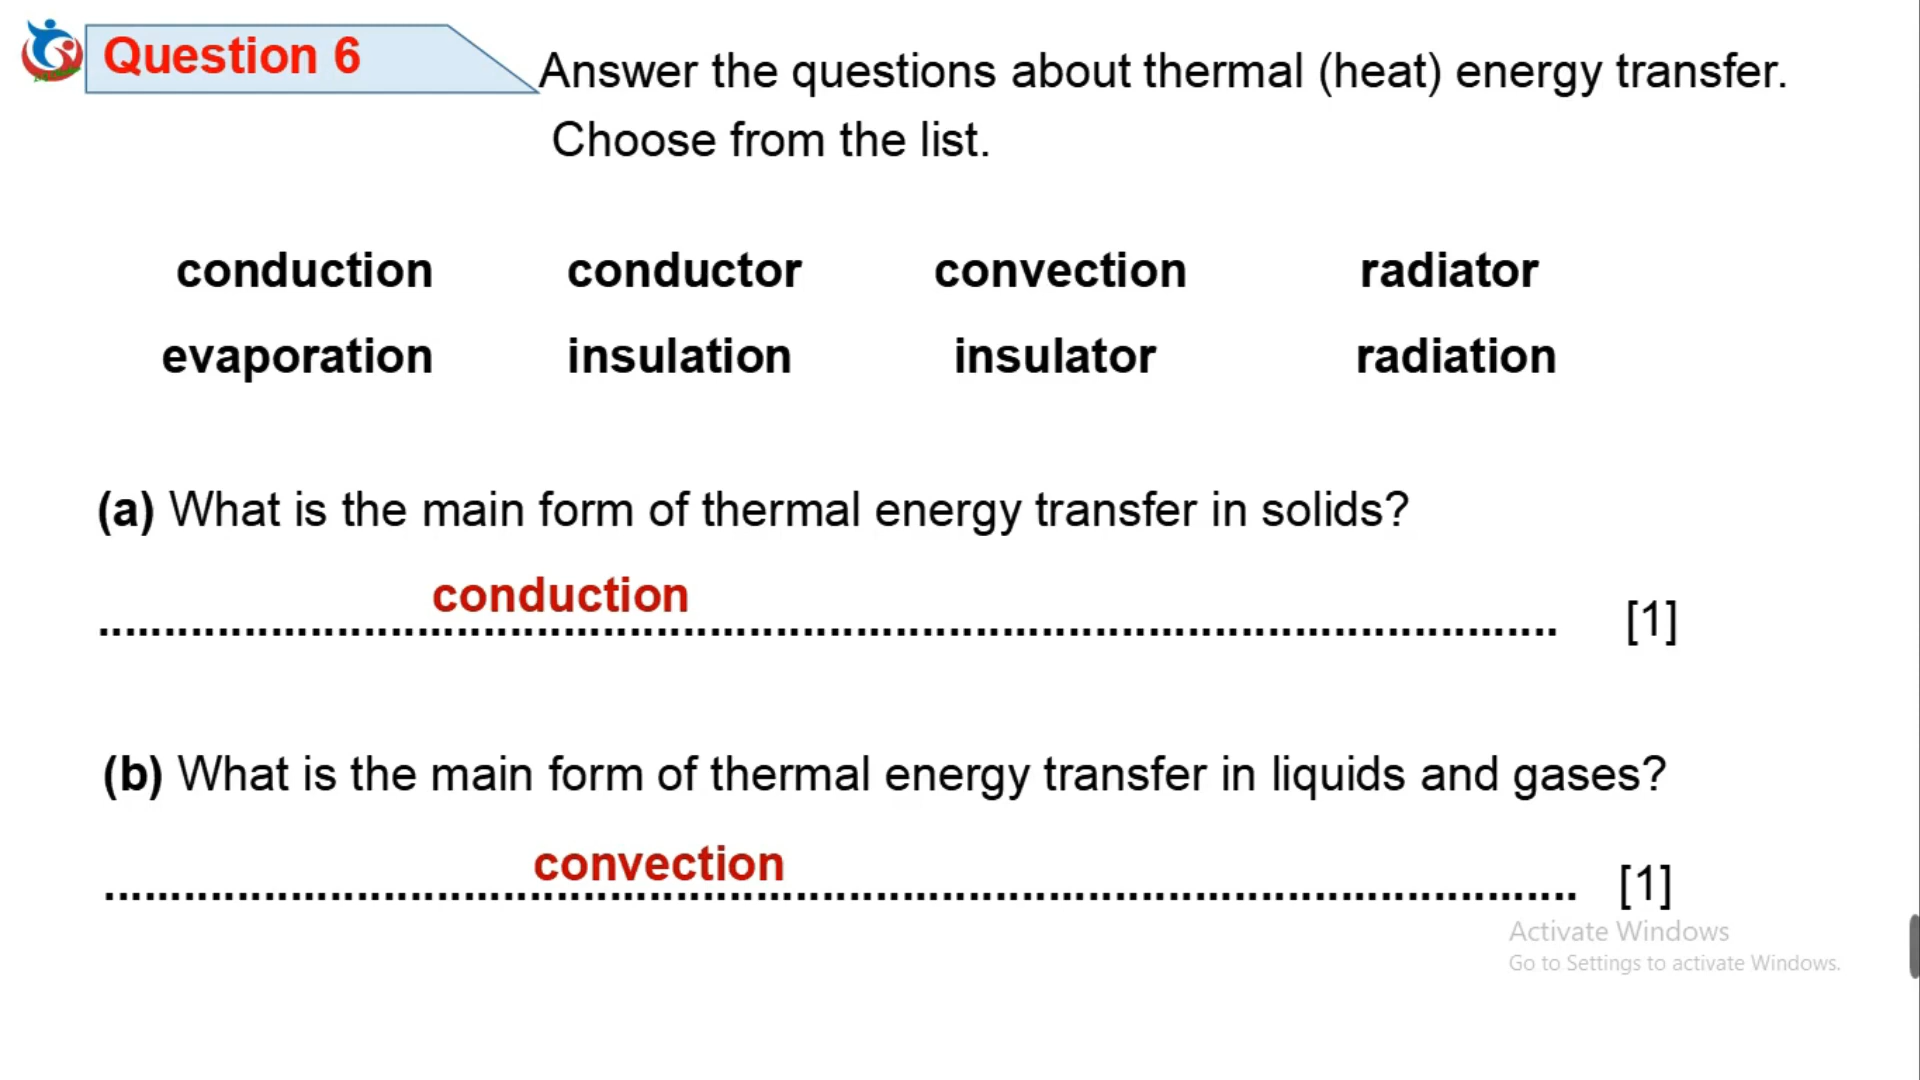 Question 6
Answer the questions about thermal (heat) energy transfer.
Choose from the list.
conduction conductor convection radiator
evaporation insulation insulator radiation
(a) What is the main form of thermal energy transfer in solids?
conduction
.............................................................................................................. [1]
(b) What is the main form of thermal energy transfer in liquids and gases?
convection
............................................................................................................... [1]
Activate Windows
Go to Settings to activate Windows.